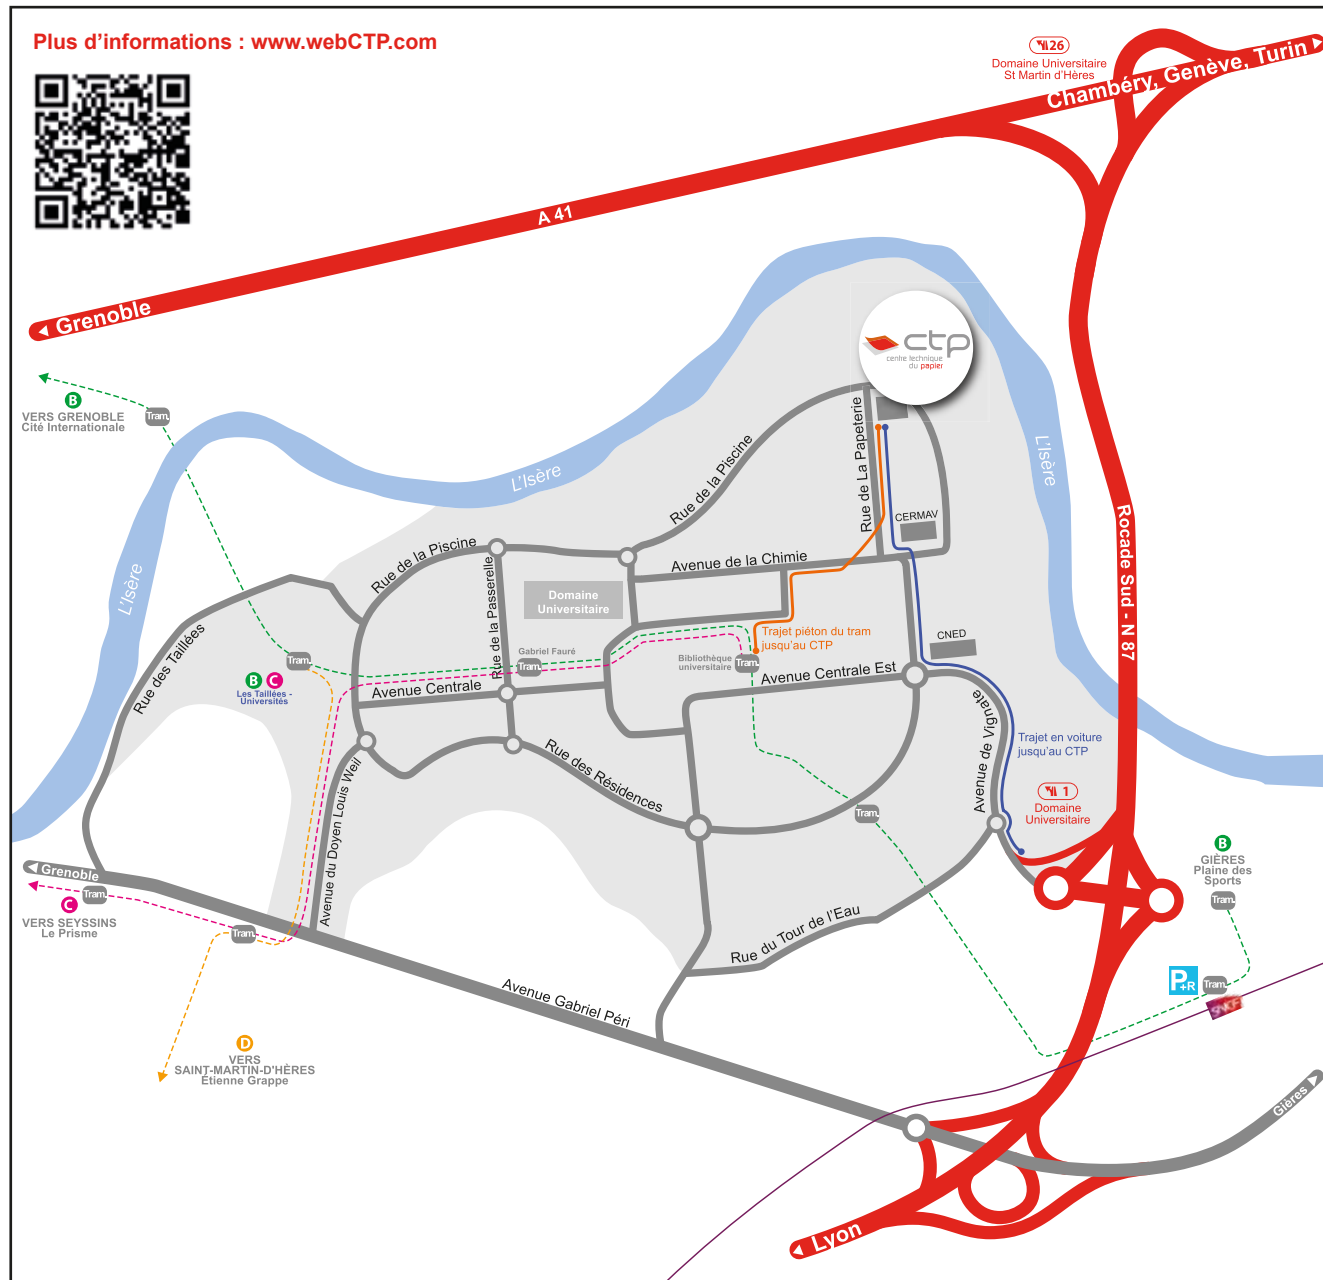 Plus d'informations : www.webCTP.com
26
Domaine Universitaire
St Martin d'Hères
Chambéry, Genève, Turin
A 41
Grenoble
B
VERS GRENOBLE
Cité Internationale
Tram.
L'Isère
L'Isère
L'Isère
ctp
centre technique
du papier
Rue de La Papeterie
Rue de la Piscine
CERMAV
Rocade Sud - N 87
Rue de la Piscine
Rue de la Passerelle
Avenue de la Chimie
Domaine
Universitaire
Rue des Taillées
Trajet piéton du tram
jusqu'au CTP
CNED
Tram.
Gabriel Fauré
Tram.
Bibliothèque
universitaire
Tram.
B C
Les Taillées -
Universités
Avenue Centrale
Avenue Centrale Est
Avenue de Vignate
Trajet en voiture
jusqu'au CTP
Rue des Résidences
Avenue du Doyen Louis Weil
1
Domaine
Universitaire
Tram.
B
GIÈRES
Plaine des
Sports
Tram.
Grenoble
Tram.
C
VERS SEYSSINS
Le Prisme
Tram.
Rue du Tour de l'Eau
P+R
Tram.
SNCF
Avenue Gabriel Péri
D
VERS
SAINT-MARTIN-D'HÈRES
Étienne Grappe
Gières
Lyon